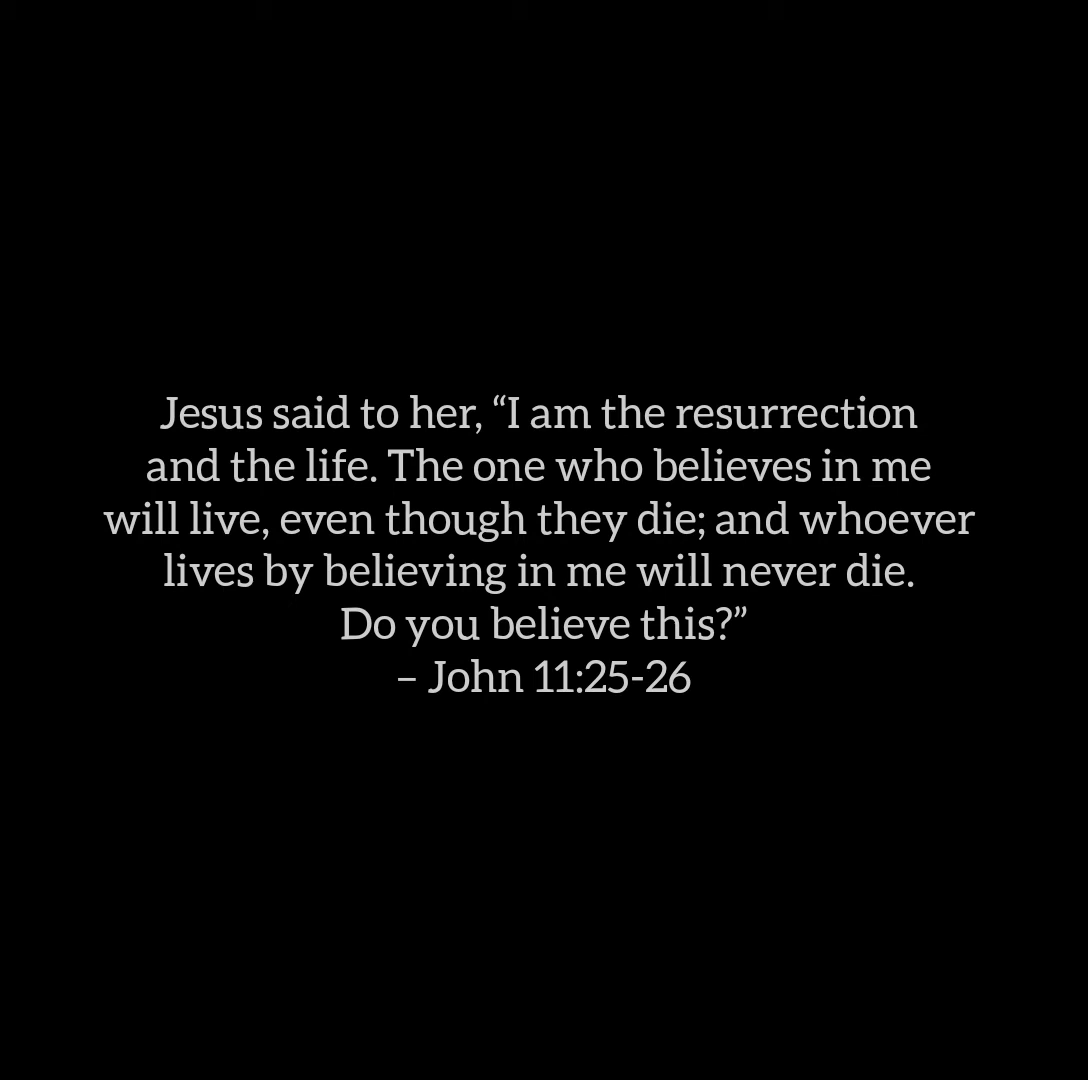 Jesus said to her, “I am the resurrection
and the life. The one who believes in me
will live, even though they die; and whoever
lives by believing in me will never die.
Do you believe this?”
– John 11:25-26